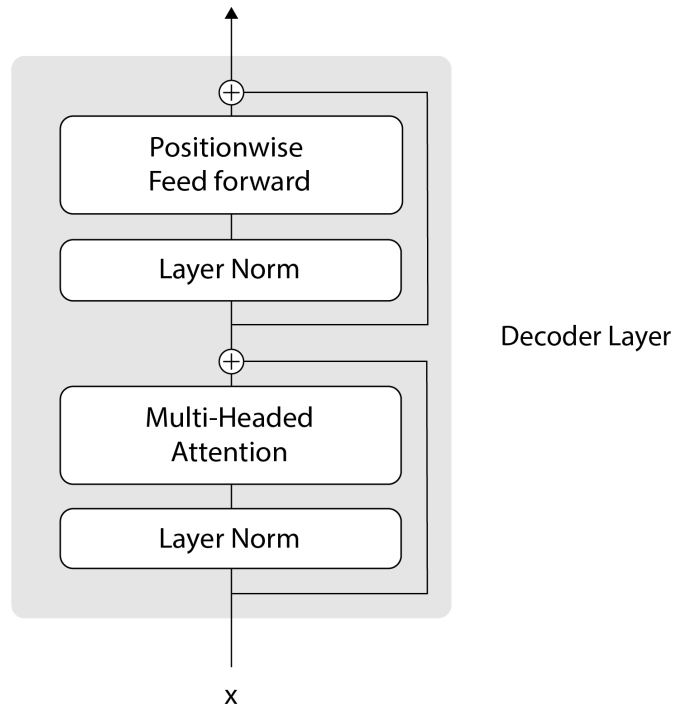 Positionwise
Feed forward
Layer Norm
Decoder Layer
Multi-Headed
Attention
Layer Norm
x